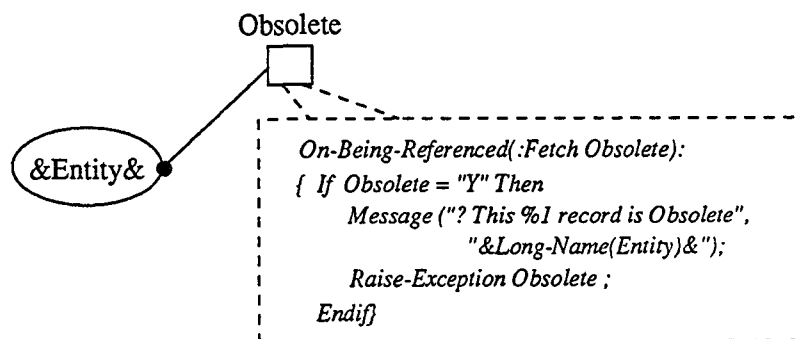 Obsolete
&Entity&
On-Being-Referenced(:Fetch Obsolete):
{ If Obsolete = "Y" Then
Message ("? This %1 record is Obsolete",
"&Long-Name(Entity)&");
Raise-Exception Obsolete ;
Endif}